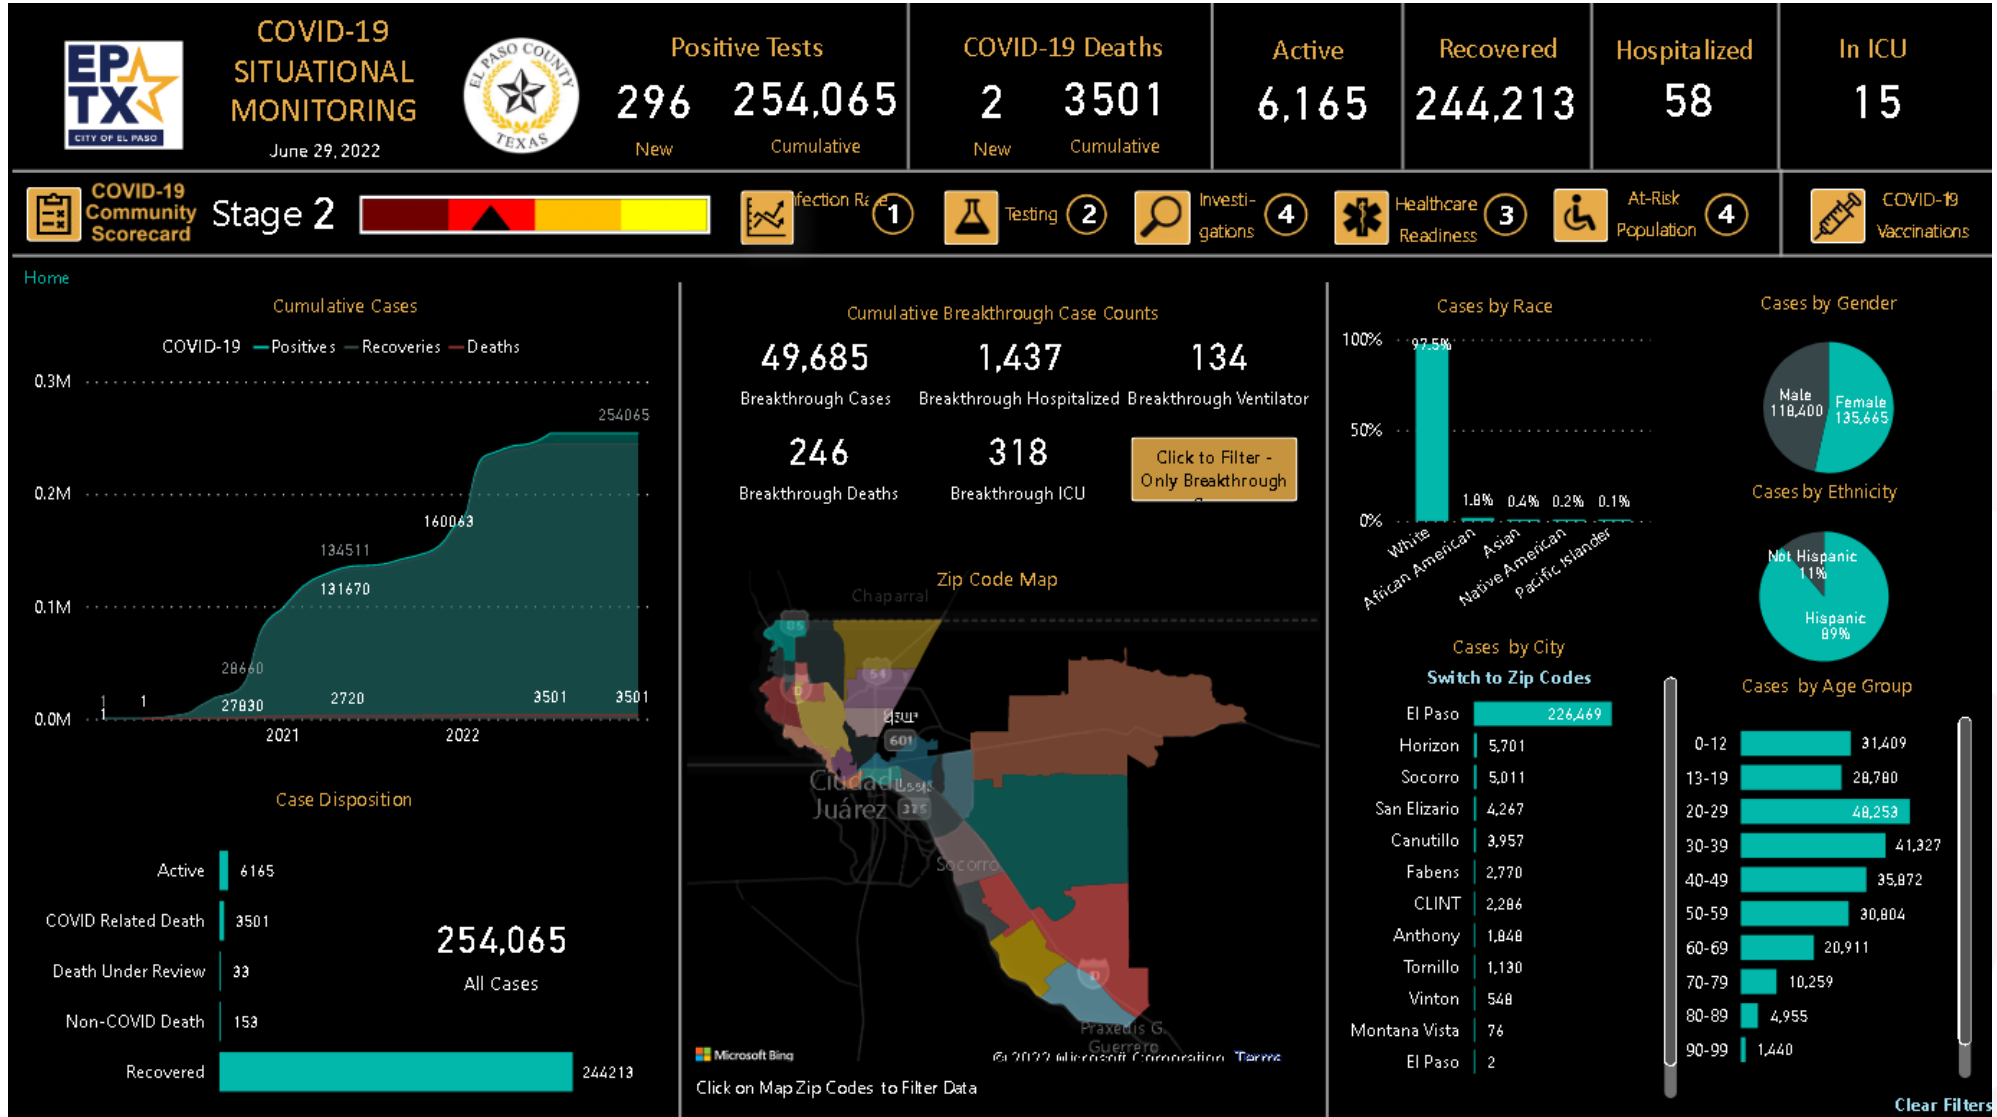 EP
TX
CITY OF EL PASO
COVID-19
SITUATIONAL
MONITORING
June 29, 2022
EL PASO COUNTY
TEXAS
Positive Tests
296
254,065
New
Cumulative
COVID-19 Deaths
2
3501
New
Cumulative
Active
6,165
Recovered
244,213
Hospitalized
58
In ICU
15
COVID-19
Community
Scorecard
Stage 2
1
Testing
2
Investi-
gations
4
Healthcare
Readiness
3
At-Risk
Population
4
COVID-19
Vaccinations
Home
Cumulative Cases
COVID-19 Positives Recoveries Deaths
0.3M
0.2M
0.1M
0.0M
254065
160063
134511
131670
28660
27830
2720
3501
3501
1
1
1
2021
2022
Case Disposition
Active 6165
COVID Related Death 3501
Death Under Review 33
Non-COVID Death 153
Recovered 244213
254,065
All Cases
Cumulative Breakthrough Case Counts
49,685
Breakthrough Cases
1,437
Breakthrough Hospitalized
134
Breakthrough Ventilator
246
Breakthrough Deaths
318
Breakthrough ICU
Click to Filter -
Only Breakthrough
Zip Code Map
Chaparral
85
54
601
Ciudad
Juárez
375
Socorro
Praxedis G.
Guerrero
Microsoft Bing
© 2022 Microsoft Corporation Terms
Click on Map Zip Codes to Filter Data
Cases by Race
100%
50%
0%
97.5%
1.8%
0.4%
0.2%
0.1%
White
African American
Asian
Native American
Pacific Islander
Cases by Gender
Male
118,400
Female
135,665
Cases by Ethnicity
Not Hispanic
11%
Hispanic
89%
Cases by City
Switch to Zip Codes
El Paso 226,469
Horizon 5,701
Socorro 5,011
San Elizario 4,267
Canutillo 3,957
Fabens 2,770
CLINT 2,286
Anthony 1,848
Tornillo 1,130
Vinton 548
Montana Vista 76
El Paso 2
Cases by Age Group
0-12 31,409
13-19 28,780
20-29 48,253
30-39 41,327
40-49 35,872
50-59 30,804
60-69 20,911
70-79 10,259
80-89 4,955
90-99 1,440
Clear Filters